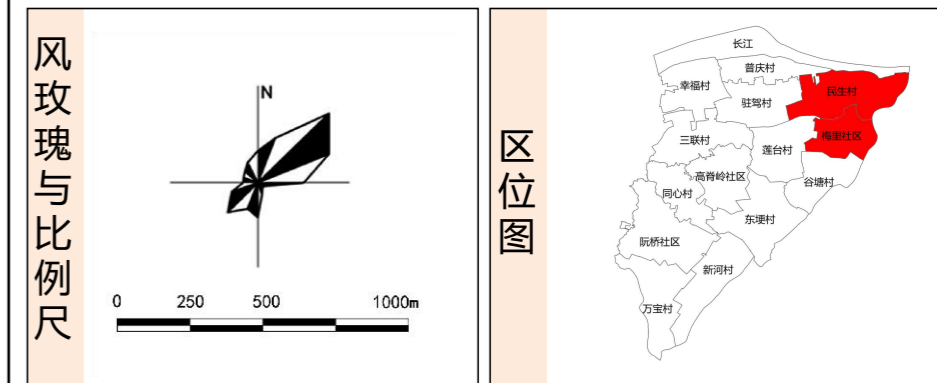 风玫瑰与比例尺
N
0 250 500 1000m
区位图
长江
普庆村
幸福村
民生村
驻驾村
梅里社区
三联村
莲台村
高脊岭社区
谷塘村
同心村
东埂村
阮桥社区
新河村
万宝村